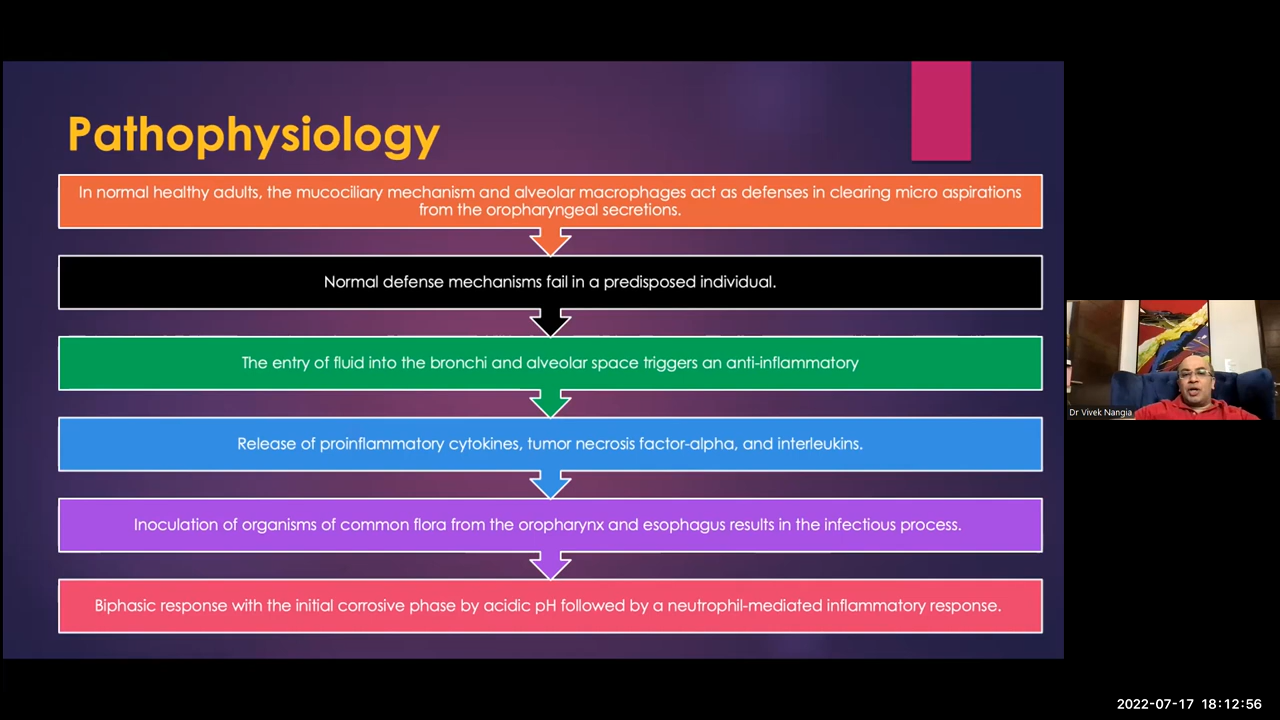 Pathophysiology
In normal healthy adults, the mucociliary mechanism and alveolar macrophages act as defenses in clearing micro aspirations
from the oropharyngeal secretions.
Normal defense mechanisms fail in a predisposed individual.
The entry of fluid into the bronchi and alveolar space triggers an anti-inflammatory
Release of proinflammatory cytokines, tumor necrosis factor-alpha, and interleukins.
Inoculation of organisms of common flora from the oropharynx and esophagus results in the infectious process.
Biphasic response with the initial corrosive phase by acidic pH followed by a neutrophil-mediated inflammatory response.
Dr Vivek Nangia
2022-07-17 18:12:56